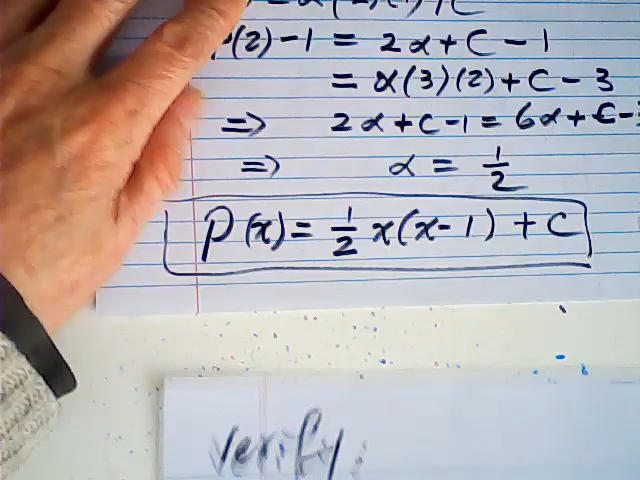 P(2)-1 = 2α+C-1
= α(3)(2)+C-3
⇒ 2α+C-1=6α+C-3
⇒ α = 1/2
P(x)= 1/2 x(x-1)+C
Verify: